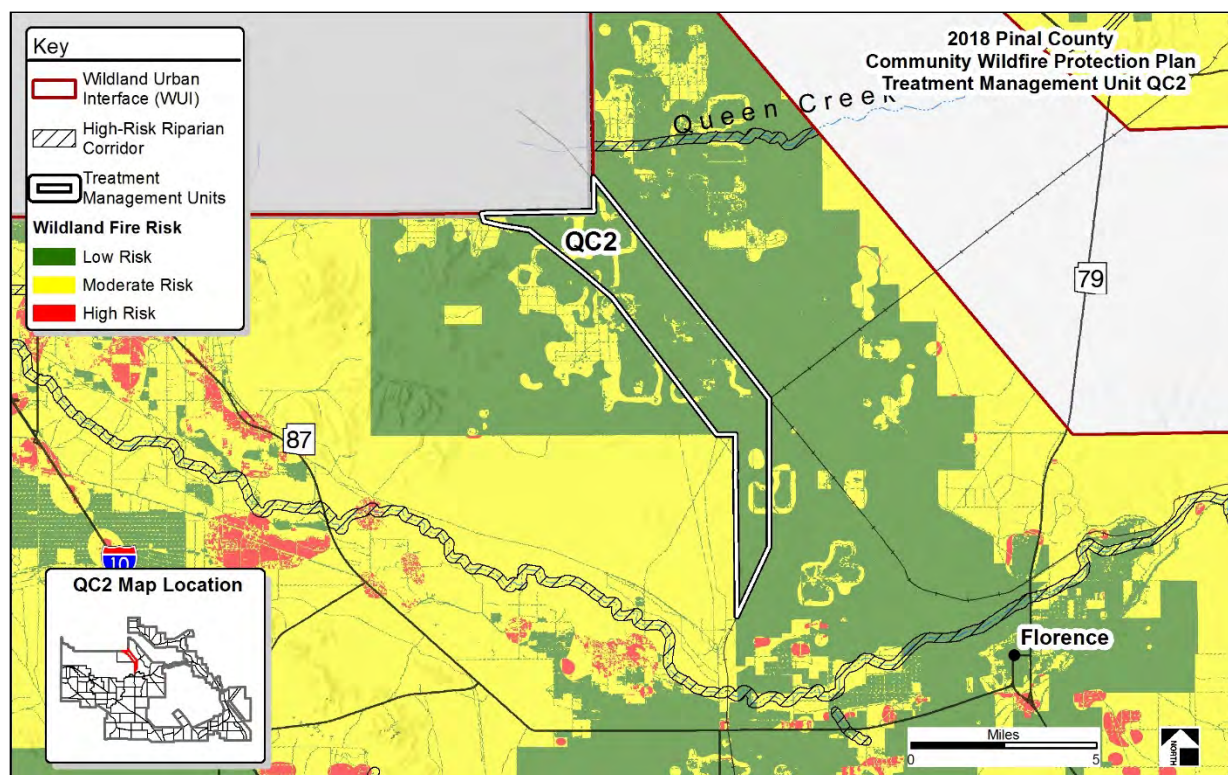 Key
Wildland Urban
Interface (WUI)
High-Risk Riparian
Corridor
Treatment
Management Units
Wildland Fire Risk
Low Risk
Moderate Risk
High Risk
2018 Pinal County
Community Wildfire Protection Plan
Treatment Management Unit QC2
Queen Creek
QC2
79
87
10
QC2 Map Location
Florence
Miles
5
NORTH